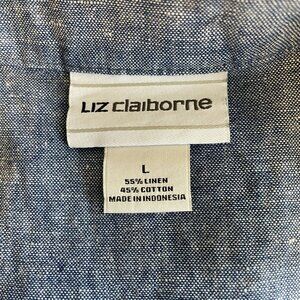 Liz claiborne
L
55% LINEN
45% COTTON
MADE IN INDONESIA